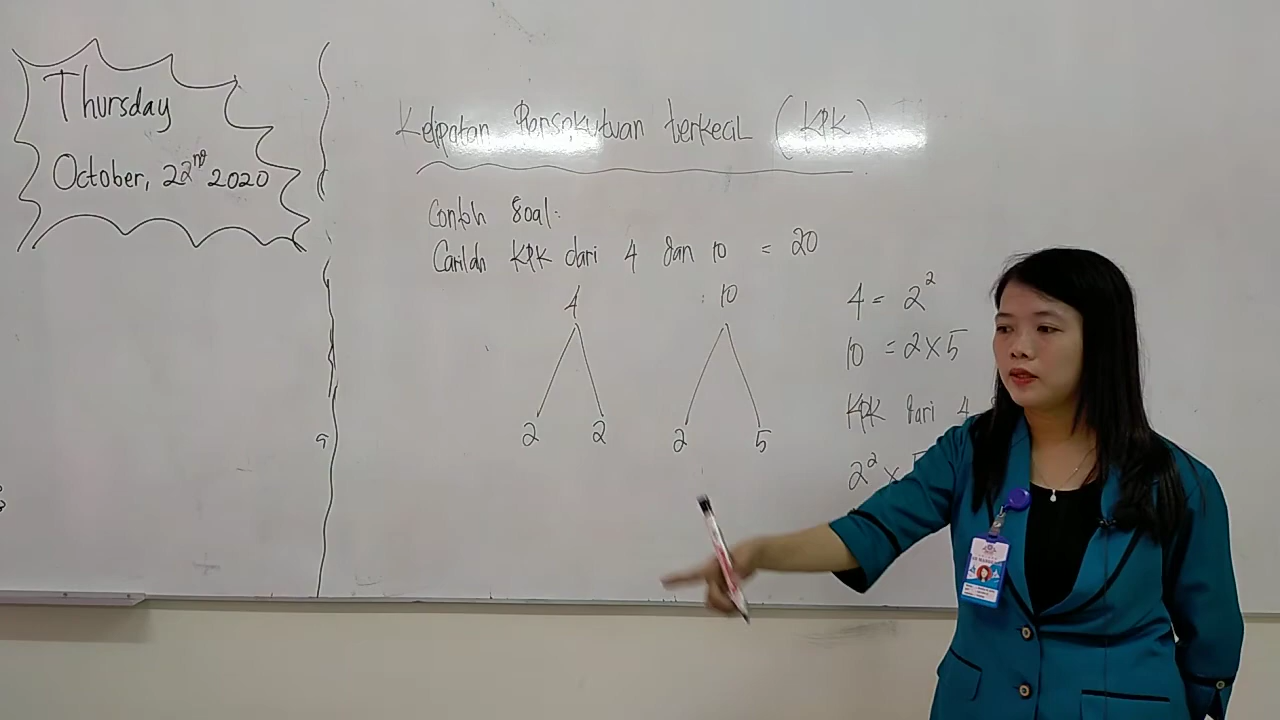 Thursday
October, 22nd 2020
Kelipatan Persekutuan terkecil (KPK)
Contoh Soal:
Carilah KPK dari 4 dan 10 = 20
4
10
2 2
2 5
4 = 2²
10 = 2 x 5
KPK dari 4
2² x